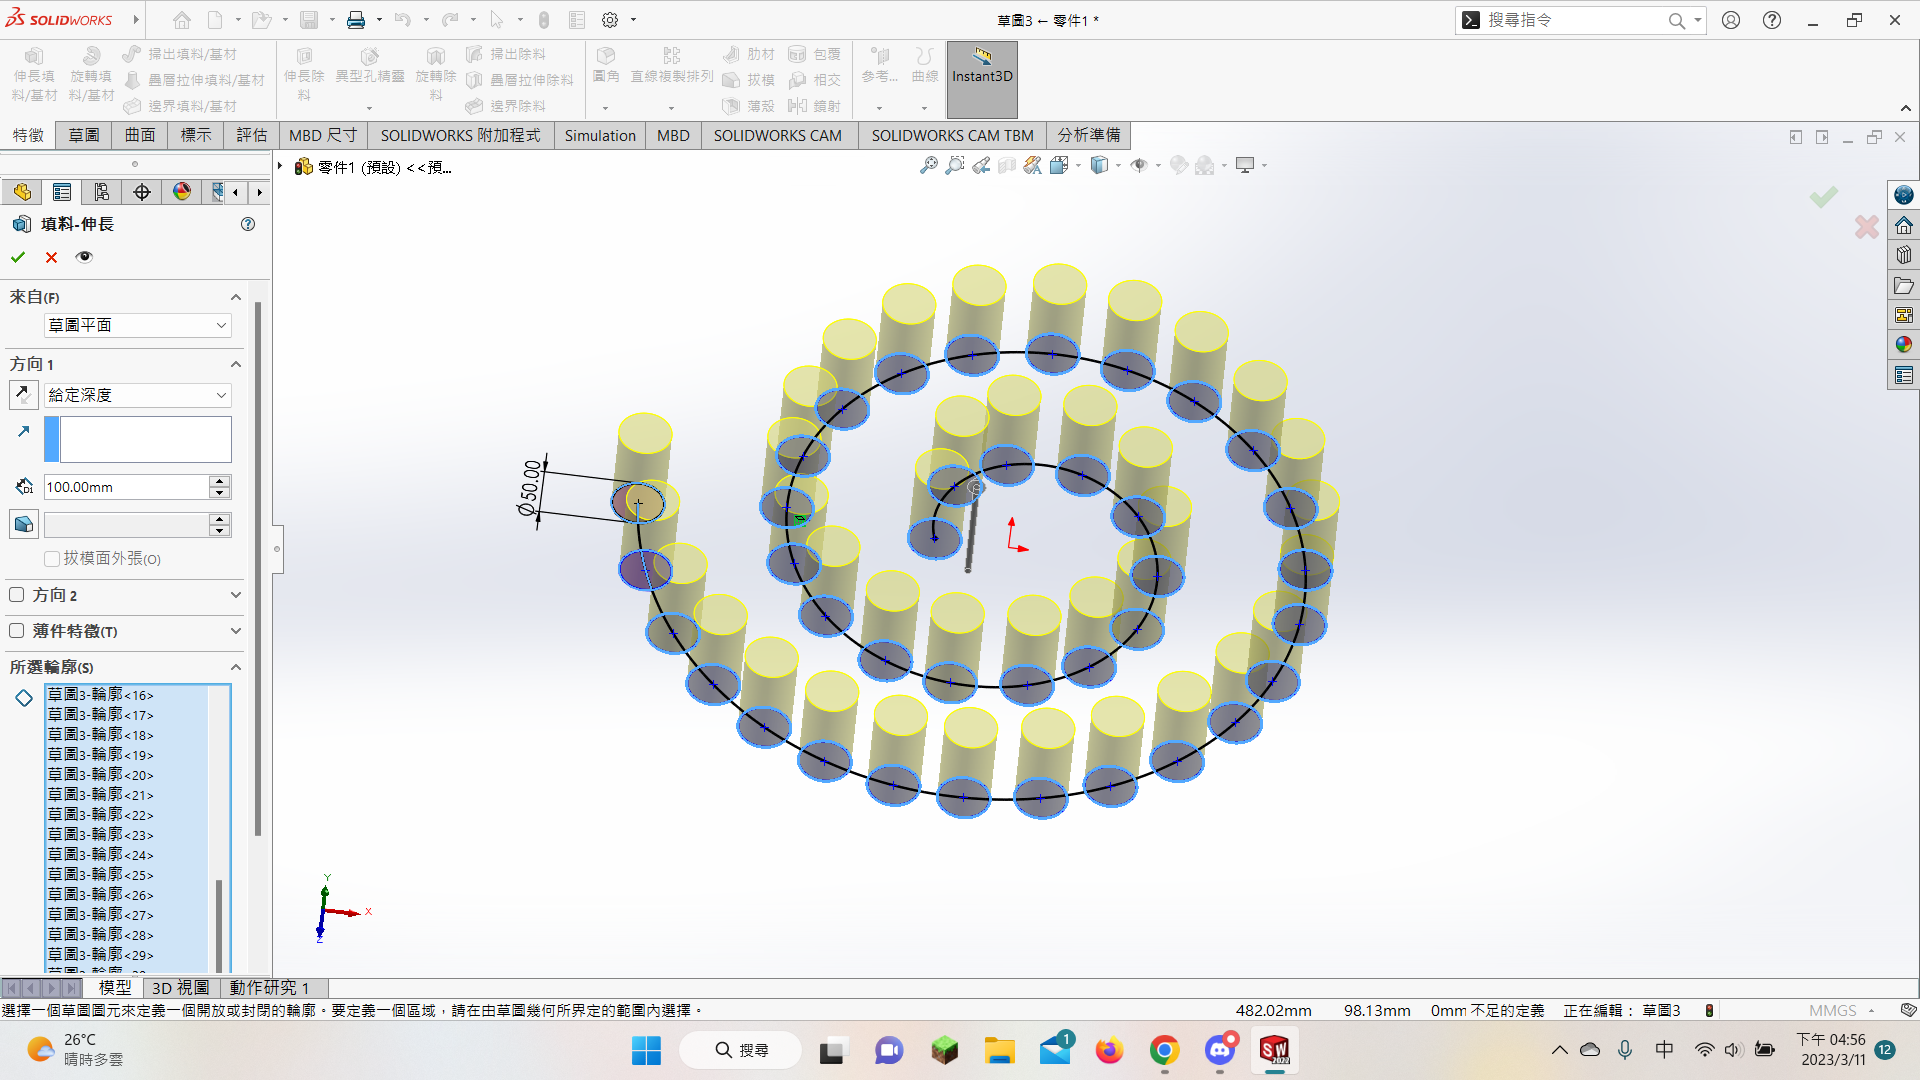 SOLIDWORKS
草圖3 ← 零件1 *
搜尋指令
伸長填料/基材
旋轉填料/基材
掃出填料/基材
疊層拉伸填料/基材
邊界填料/基材
伸長除料
異型孔精靈
旋轉除料
掃出除料
疊層拉伸除料
邊界除料
圓角
直線複製排列
肋材
拔模
薄殼
包覆
相交
鏡射
參考...
曲線
Instant3D
特徵
草圖
曲面
標示
評估
MBD 尺寸
SOLIDWORKS 附加程式
Simulation
MBD
SOLIDWORKS CAM
SOLIDWORKS CAM TBM
分析準備
零件1 (預設) <<預...
填料-伸長
來自(F)
草圖平面
方向 1
給定深度
D1
100.00mm
拔模面外張(O)
方向 2
薄件特徵(T)
所選輪廓(S)
草圖3-輪廓<16>
草圖3-輪廓<17>
草圖3-輪廓<18>
草圖3-輪廓<19>
草圖3-輪廓<20>
草圖3-輪廓<21>
草圖3-輪廓<22>
草圖3-輪廓<23>
草圖3-輪廓<24>
草圖3-輪廓<25>
草圖3-輪廓<26>
草圖3-輪廓<27>
草圖3-輪廓<28>
草圖3-輪廓<29>
Ø50.00
Y
X
Z
模型
3D 視圖
動作研究 1
選擇一個草圖圖元來定義一個開放或封閉的輪廓。要定義一個區域，請在由草圖幾何所界定的範圍內選擇。
482.02mm
98.13mm
0mm 不足的定義
正在編輯： 草圖3
MMGS
26°C
晴時多雲
搜尋
1
SW
2022
中
下午 04:56
2023/3/11
12